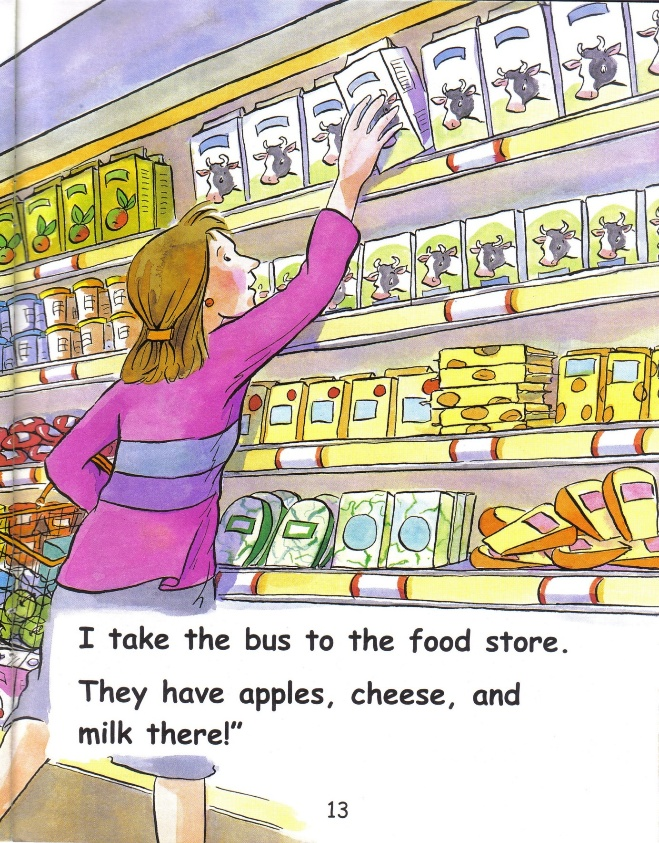 I take the bus to the food store.
They have apples, cheese, and
milk there!”
13